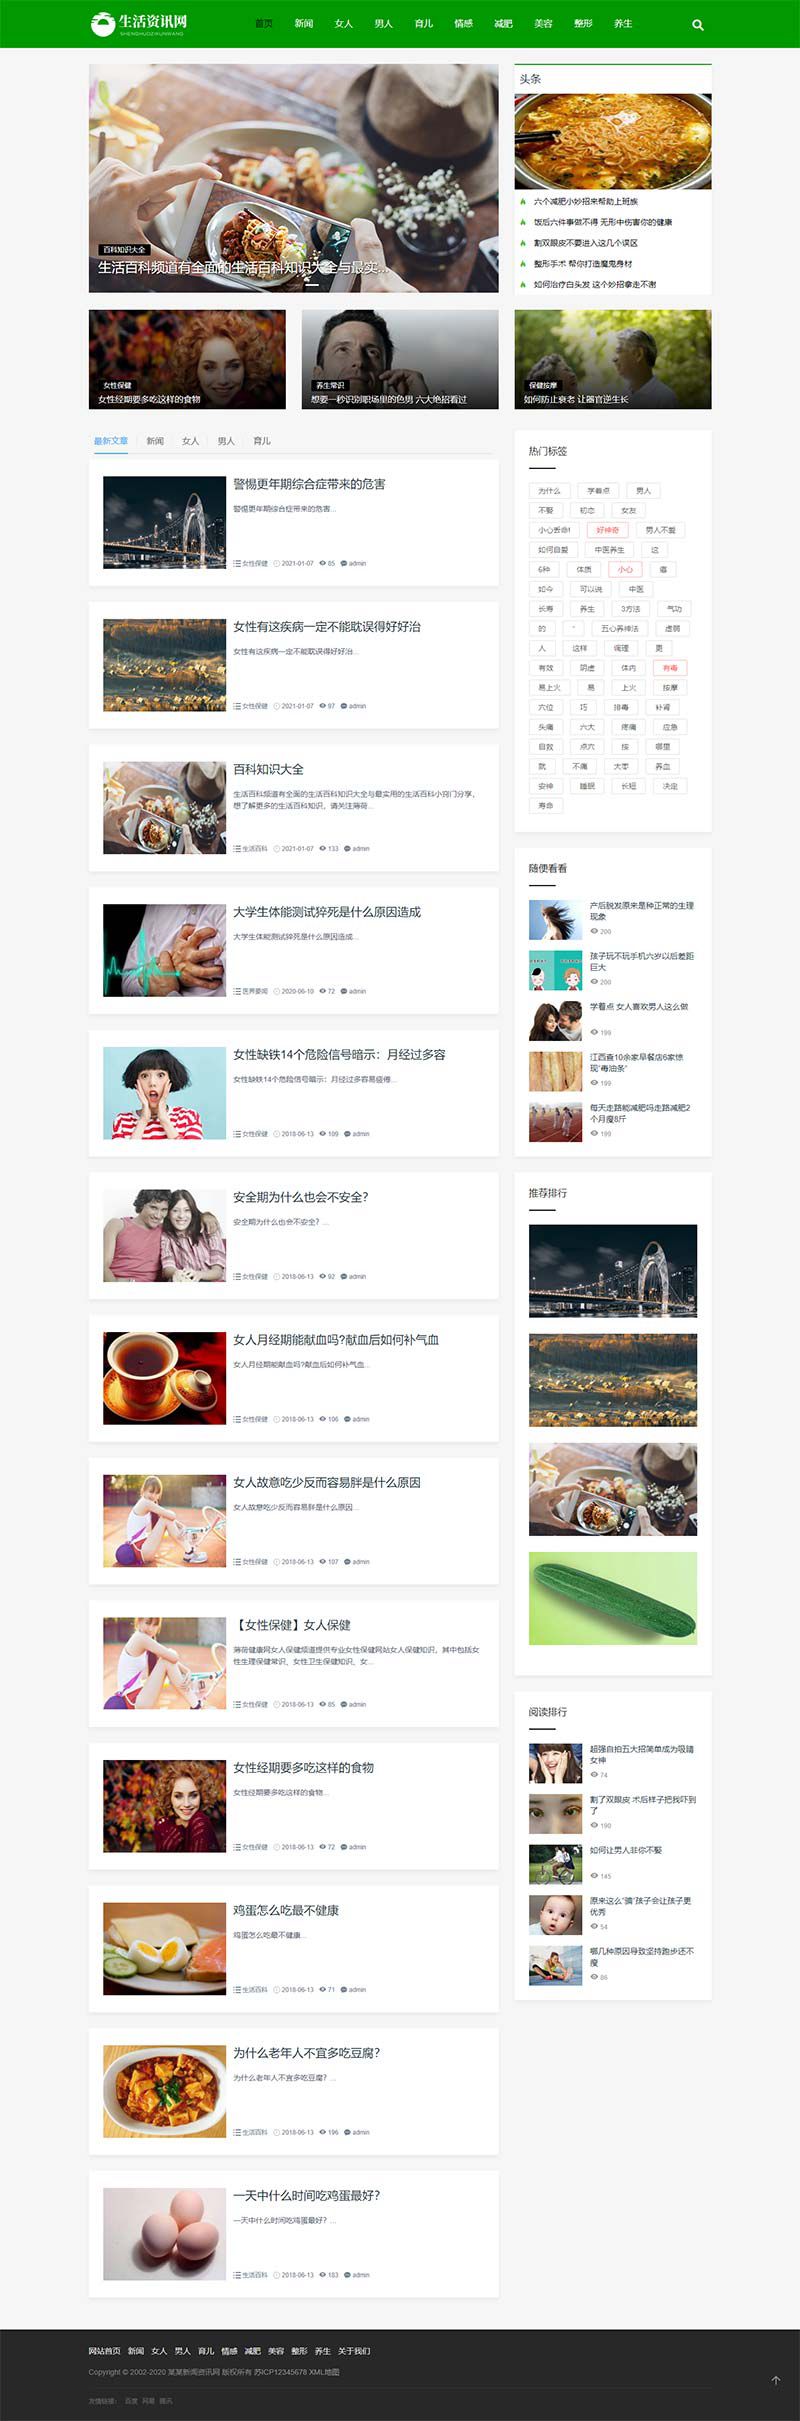 生活资讯网
SHENGHUOZIXUNWANG
首页 新闻 女人 男人 育儿 情感 减肥 美容 整形 养生
百科知识大全
生活百科频道有全面的生活百科知识大全与最实...
头条
六个减肥小妙招来帮助上班族
饭后六件事做不得 无形中伤害你的健康
割双眼皮不要进入这几个误区
整形手术 帮你打造魔鬼身材
如何治疗白头发 这个妙招拿走不谢
女性保健
女性经期要多吃这样的食物
养生常识
想要一秒识别职场里的色男 六大绝招看过
保健按摩
如何防止衰老 让器官逆生长
最新文章 新闻 女人 男人 育儿
警惕更年期综合症带来的危害
警惕更年期综合症带来的危害...
女性保健 2021-01-07 85 admin
女性有这疾病一定不能耽误得好好治
女性有这疾病一定不能耽误得好好治...
女性保健 2021-01-07 97 admin
百科知识大全
生活百科频道有全面的生活百科知识大全与最实用的生活百科小窍门分享，
想了解更多的生活百科知识，请关注薄荷...
生活百科 2021-01-07 133 admin
大学生体能测试猝死是什么原因造成
大学生体能测试猝死是什么原因造成...
医界要闻 2020-06-10 72 admin
女性缺铁14个危险信号暗示：月经过多容
女性缺铁14个危险信号暗示：月经过多容易疲倦...
女性保健 2018-06-13 109 admin
安全期为什么也会不安全？
安全期为什么也会不安全？...
女性保健 2018-06-13 92 admin
女人月经期能献血吗?献血后如何补气血
女人月经期能献血吗?献血后如何补气血...
女性保健 2018-06-13 106 admin
女人故意吃少反而容易胖是什么原因
女人故意吃少反而容易胖是什么原因...
女性保健 2018-06-13 107 admin
【女性保健】女人保健
薄荷健康网女人保健频道提供专业女性保健网站女人保健知识，其中包括女
性生理保健常识、女性卫生保健知识、女...
女性保健 2018-06-13 85 admin
女性经期要多吃这样的食物
女性经期要多吃这样的食物...
女性保健 2018-06-13 72 admin
鸡蛋怎么吃最不健康
鸡蛋怎么吃最不健康...
生活百科 2018-06-13 71 admin
为什么老年人不宜多吃豆腐？
为什么老年人不宜多吃豆腐？...
生活百科 2018-06-13 196 admin
一天中什么时间吃鸡蛋最好？
一天中什么时间吃鸡蛋最好？...
生活百科 2018-06-13 183 admin
热门标签
为什么 学着点 男人
不娶 初恋 女友
小心丢命! 好神奇 男人不爱
如何自爱 中医养生 这
6种 体质 小心
如今 可以说 中医
长寿 养生 3方法 气功
的 " 五心养神法 虚弱
人 这样 调理 更
有效 阴虚 体内 有毒
易上火 易 上火 按摩
穴位 巧 排毒 补肾
头痛 六大 疼痛 应急
自救 点穴 按 哪里
就 不痛 大枣 养血
安神 睡眠 长短 决定
寿命
随便看看
产后脱发原来是种正常的生理
现象
200
孩子玩不玩手机六岁以后差距
巨大
200
学着点 女人喜欢男人这么做
199
江西查10余家早餐店6家惊
现“毒油条”
199
每天走路能减肥吗走路减肥2
个月瘦8斤
199
推荐排行
阅读排行
超强自拍五大招简单成为吸睛
女神
74
割了双眼皮 术后样子把我吓到
了
190
如何让男人非你不娶
145
原来这么“骗”孩子会让孩子更
优秀
54
哪几种原因导致坚持跑步还不
瘦
86
网站首页 新闻 女人 男人 育儿 情感 减肥 美容 整形 养生 关于我们
Copyright © 2002-2020 某某新闻资讯网 版权所有 苏ICP12345678 XML地图
友情链接： 百度 网易 腾讯